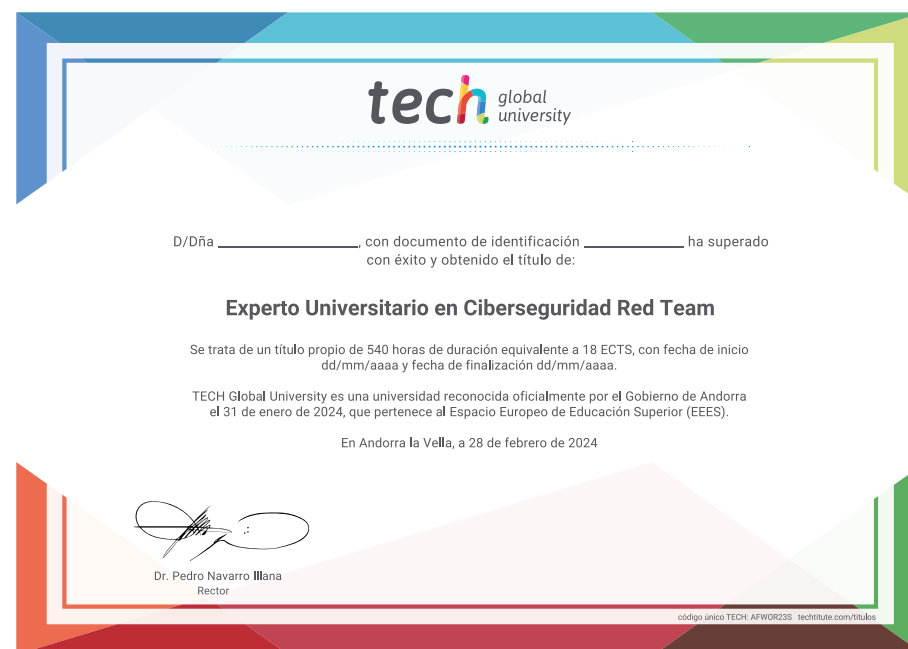 tech global university
D/Dña ____________, con documento de identificación ____________ ha superado
con éxito y obtenido el título de:
Experto Universitario en Ciberseguridad Red Team
Se trata de un título propio de 540 horas de duración equivalente a 18 ECTS, con fecha de inicio
dd/mm/aaaa y fecha de finalización dd/mm/aaaa.
TECH Global University es una universidad reconocida oficialmente por el Gobierno de Andorra
el 31 de enero de 2024, que pertenece al Espacio Europeo de Educación Superior (EEES).
En Andorra la Vella, a 28 de febrero de 2024
Dr. Pedro Navarro Illana
Rector
código único TECH: AFWOR23S techtitute.com/titulos